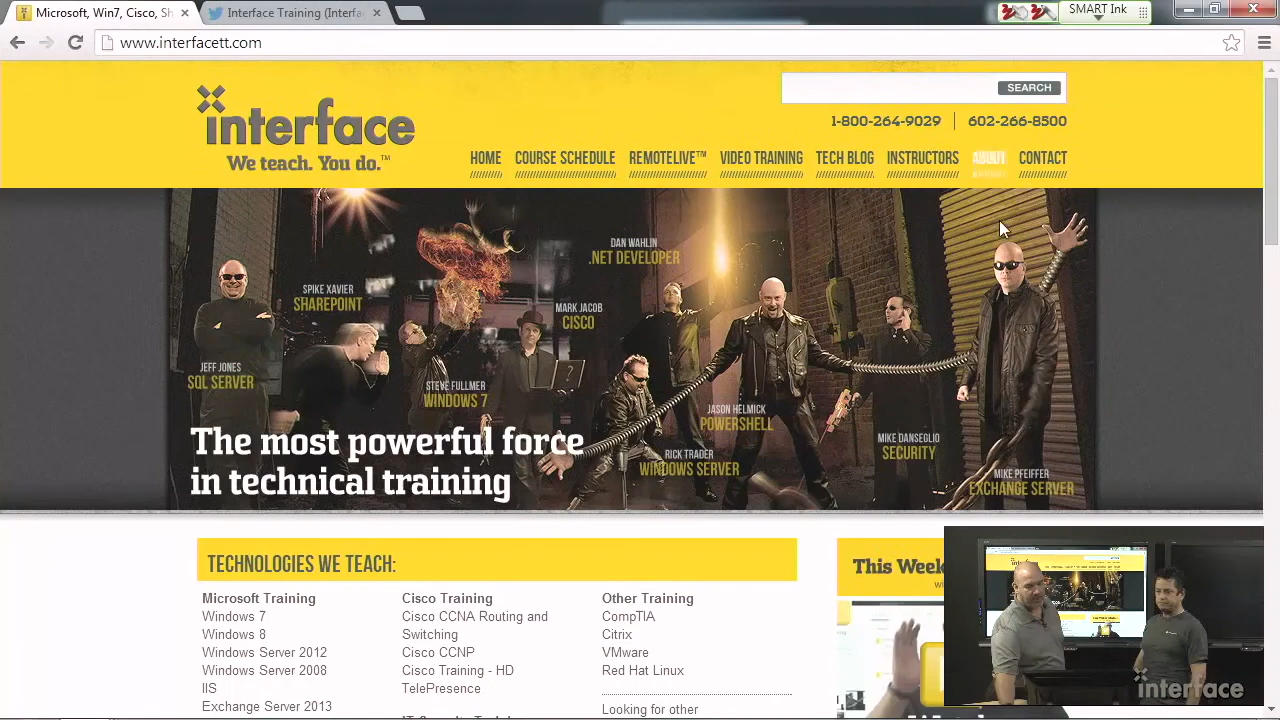 Microsoft, Win7, Cisco, Sh
Interface Training (Interfac
SMART Ink
www.interfacett.com
SEARCH
interface
We teach. You do.™
1-800-264-9029 | 602-266-8500
HOME COURSE SCHEDULE REMOTELIVE™ VIDEO TRAINING TECH BLOG INSTRUCTORS ABOUT CONTACT
DAN WAHLIN
.NET DEVELOPER
SPIKE XAVIER
SHAREPOINT
MARK JACOB
CISCO
JEFF JONES
SQL SERVER
STEVE FULLMER
WINDOWS 7
JASON HELMICK
POWERSHELL
RICK TRADER
WINDOWS SERVER
MIKE DANSEGLIO
SECURITY
MIKE PFEIFFER
EXCHANGE SERVER
The most powerful force
in technical training
TECHNOLOGIES WE TEACH:
Microsoft Training
Windows 7
Windows 8
Windows Server 2012
Windows Server 2008
IIS
Exchange Server 2013
Cisco Training
Cisco CCNA Routing and
Switching
Cisco CCNP
Cisco Training - HD
TelePresence
Other Training
CompTIA
Citrix
VMware
Red Hat Linux
Looking for other
This Week
interface